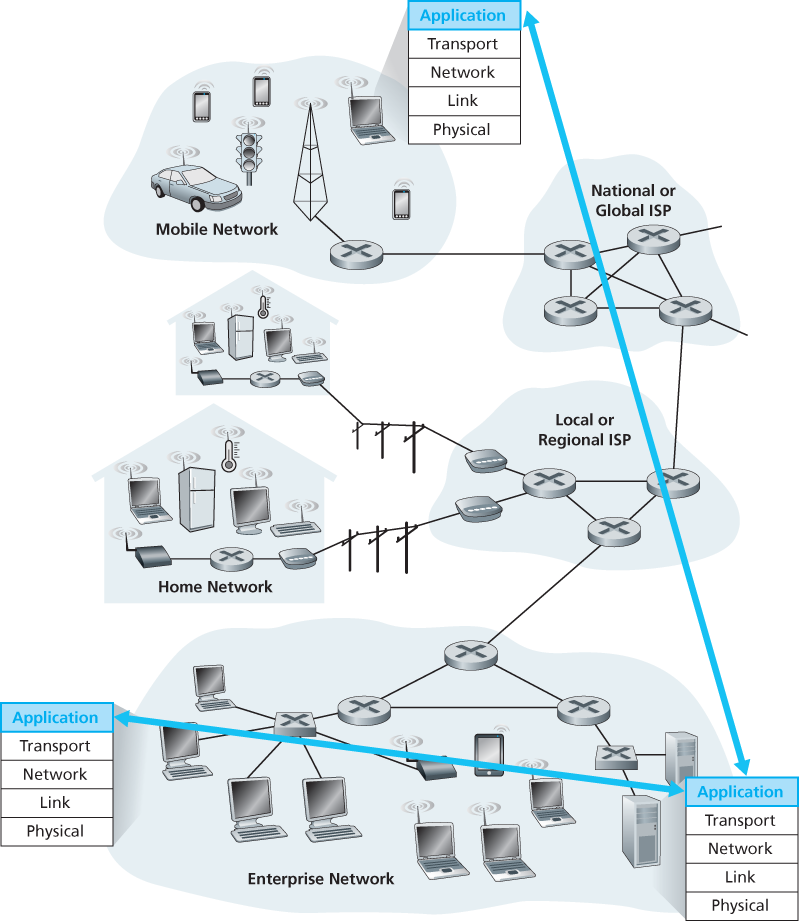 Application
Transport
Network
Link
Physical
National or
Global ISP
Mobile Network
Local or
Regional ISP
Home Network
Application
Transport
Network
Link
Physical
Application
Transport
Network
Link
Physical
Enterprise Network